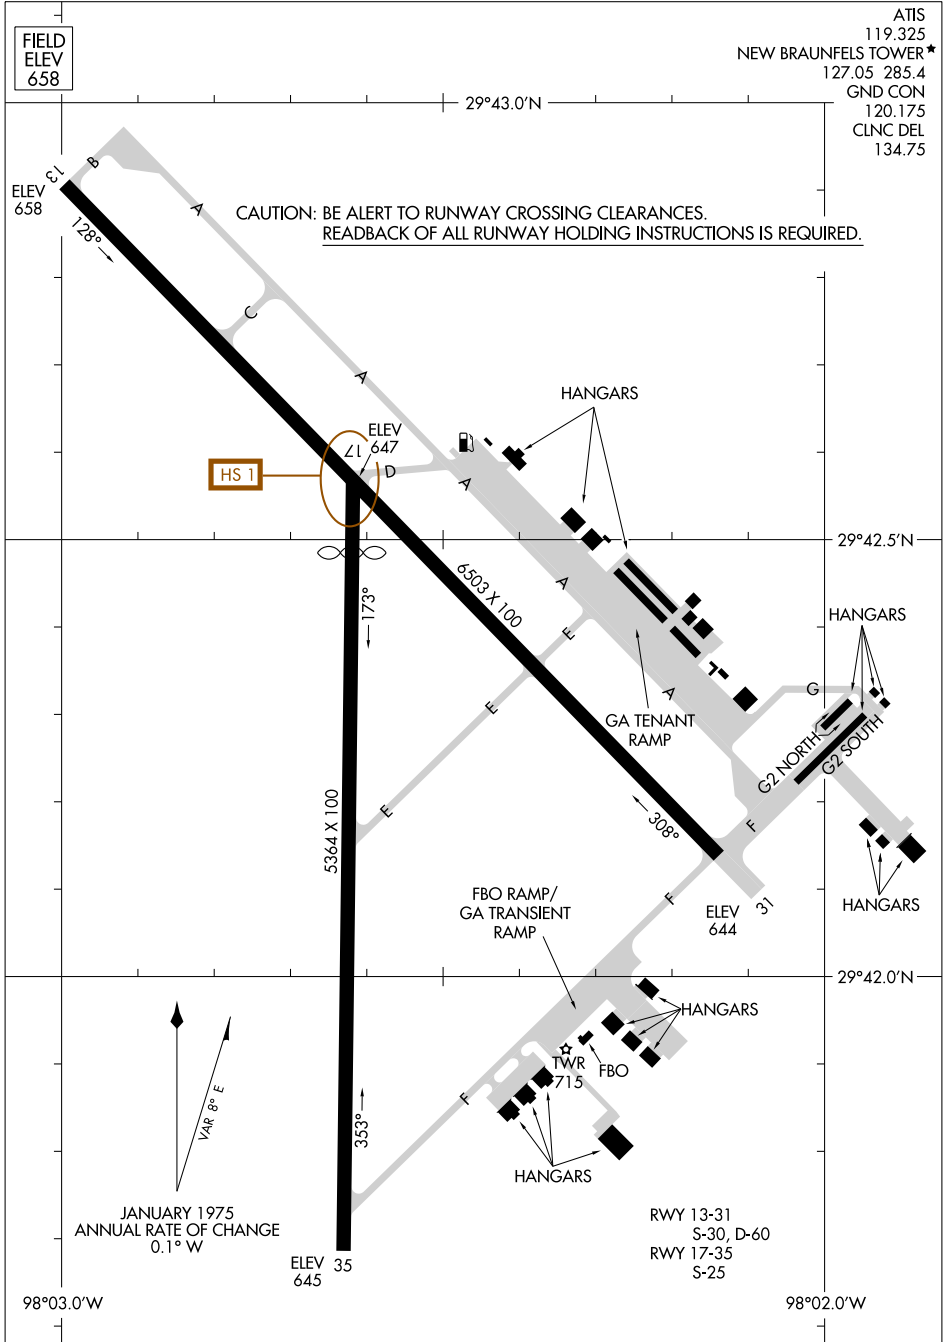 FIELD
ELEV
658
ATIS
119.325
NEW BRAUNFELS TOWER★
127.05 285.4
GND CON
120.175
CLNC DEL
134.75
29°43.0'N
13
B
ELEV
658
A
128°
CAUTION: BE ALERT TO RUNWAY CROSSING CLEARANCES.
READBACK OF ALL RUNWAY HOLDING INSTRUCTIONS IS REQUIRED.
C
A
HANGARS
ELEV
647
17
HS 1
D
A
29°42.5'N
6503 X 100
A
173°
E
HANGARS
A
G
E
GA TENANT
RAMP
G2 NORTH
G2 SOUTH
E
5364 X 100
308°
F
FBO RAMP/
GA TRANSIENT
RAMP
F
31
ELEV
644
HANGARS
29°42.0'N
HANGARS
TWR
715
FBO
F
353°
VAR 8° E
HANGARS
JANUARY 1975
ANNUAL RATE OF CHANGE
0.1° W
RWY 13-31
S-30, D-60
RWY 17-35
S-25
ELEV
645
35
98°03.0'W
98°02.0'W